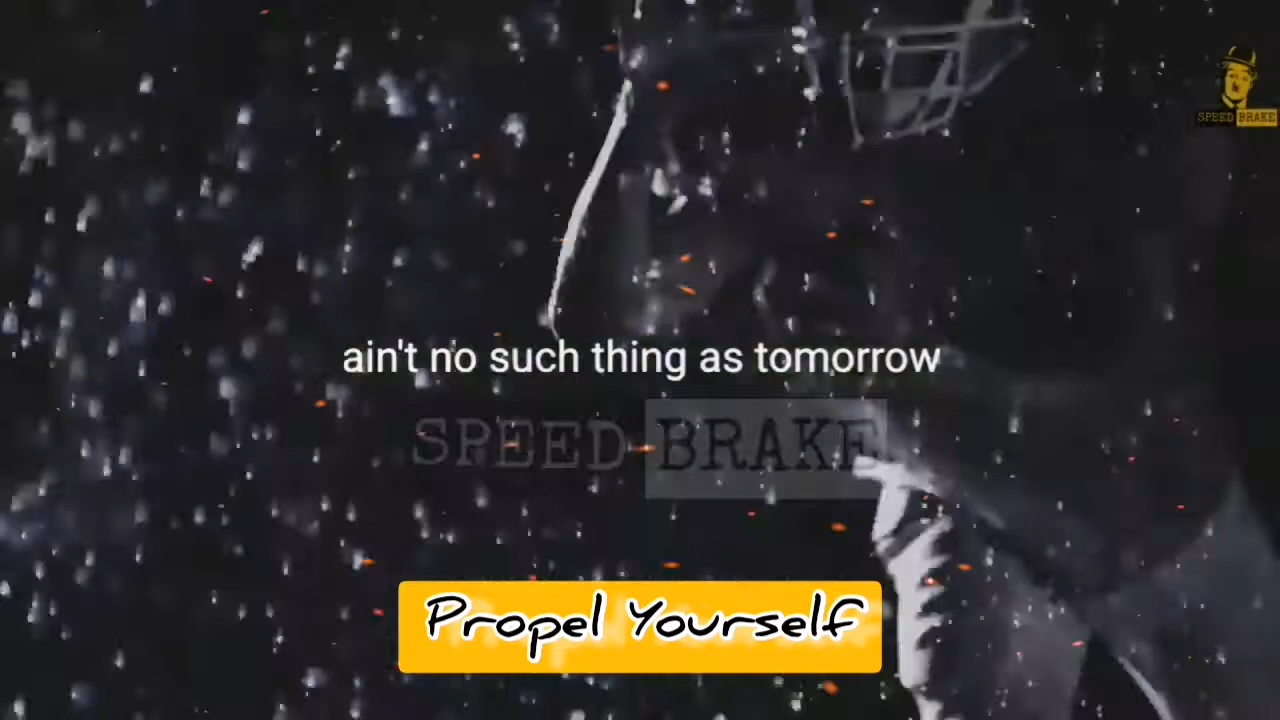 SPEED BRAKE
ain't no such thing as tomorrow
SPEED BRAKE
Propel Yourself